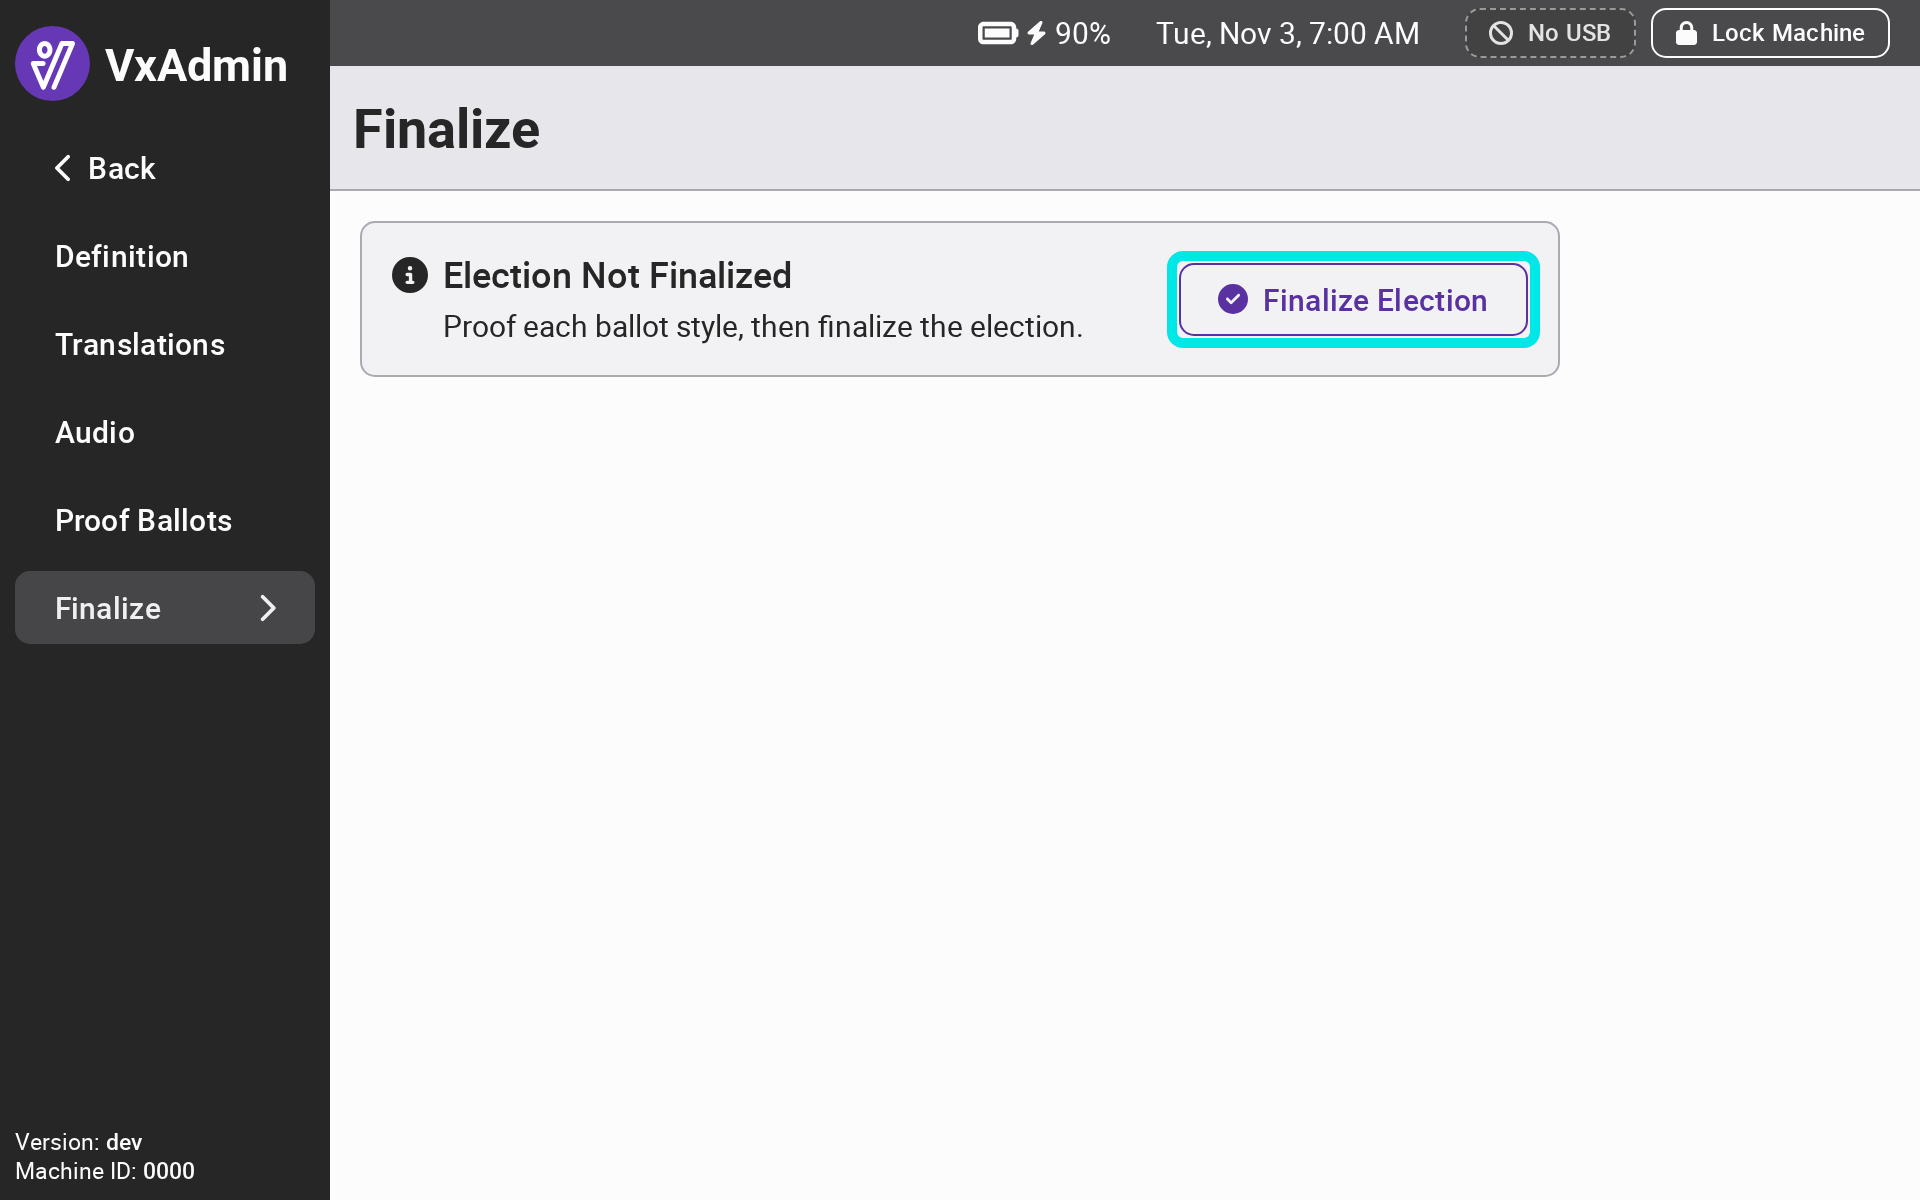 VxAdmin
90%
Tue, Nov 3, 7:00 AM
No USB
Lock Machine
Back
Definition
Translations
Audio
Proof Ballots
Finalize
Finalize
Election Not Finalized
Proof each ballot style, then finalize the election.
Finalize Election
Version: dev
Machine ID: 0000